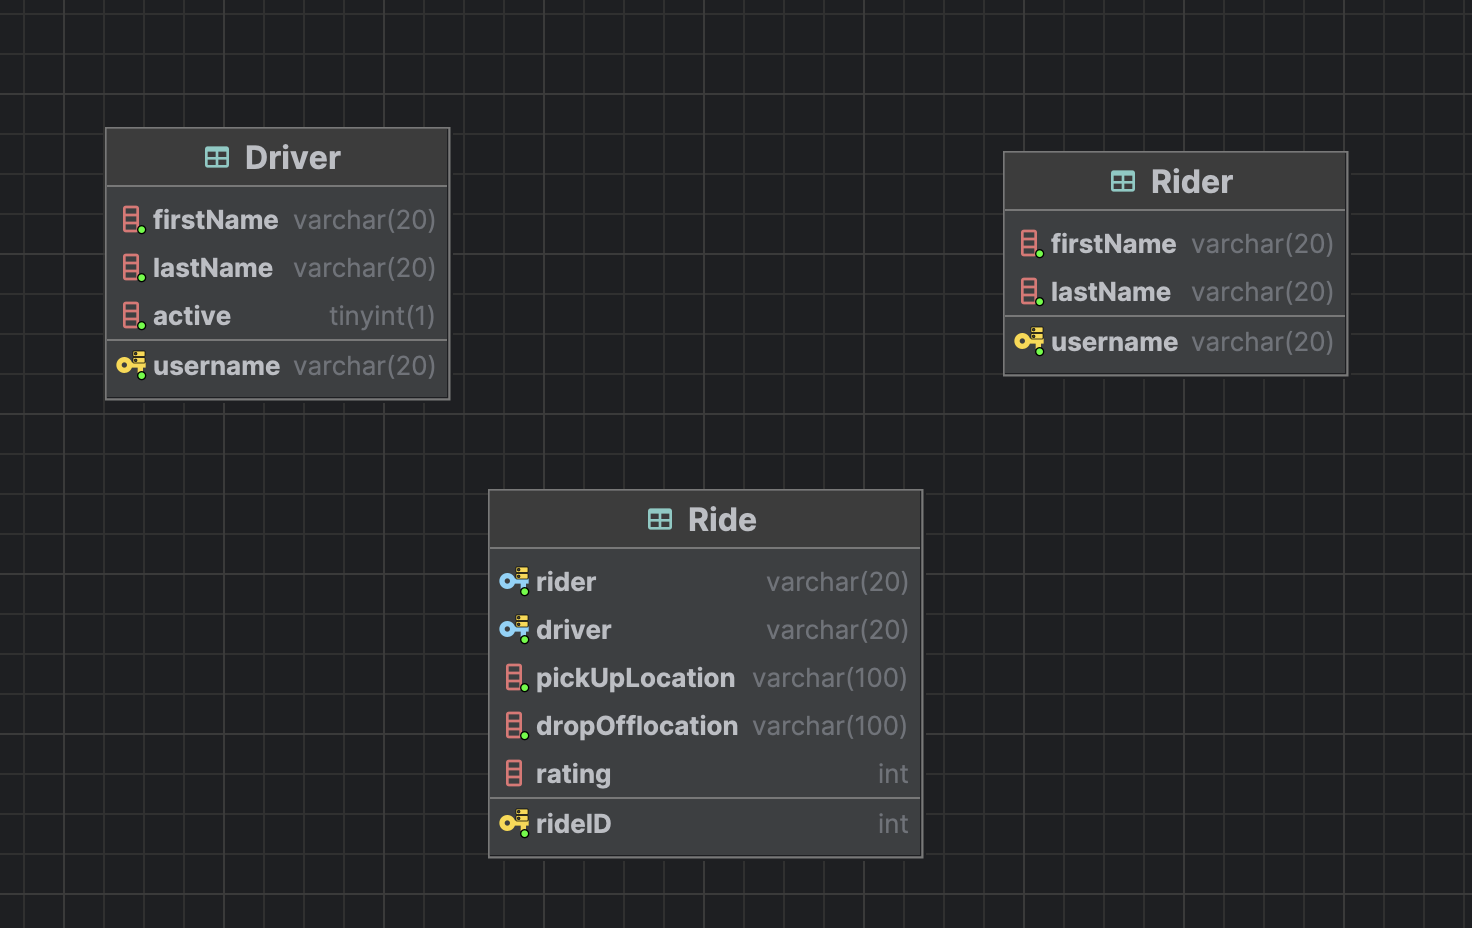 Driver
firstName varchar(20)
lastName varchar(20)
active tinyint(1)
username varchar(20)
Rider
firstName varchar(20)
lastName varchar(20)
username varchar(20)
Ride
rider varchar(20)
driver varchar(20)
pickUpLocation varchar(100)
dropOfflocation varchar(100)
rating int
rideID int